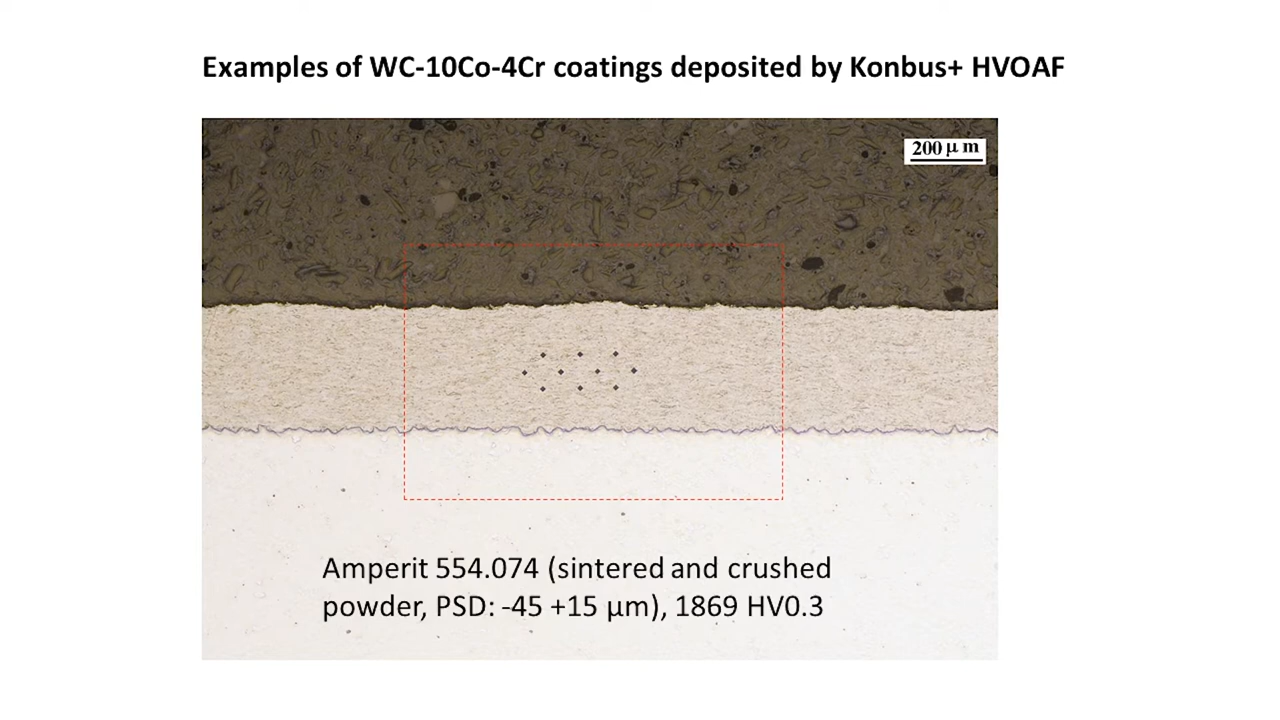 Examples of WC-10Co-4Cr coatings deposited by Konbus+ HVOAF
200 μ m
Amperit 554.074 (sintered and crushed
powder, PSD: -45 +15 µm), 1869 HV0.3